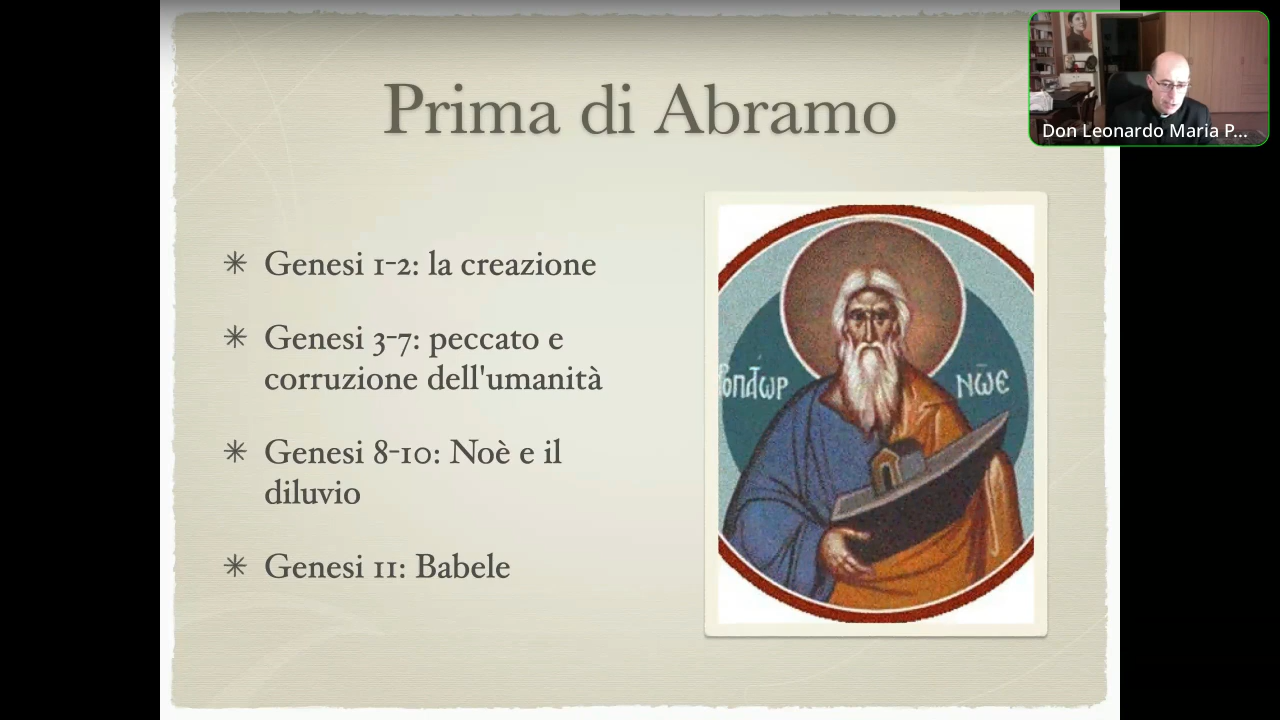 Prima di Abramo
Don Leonardo Maria P...
✳ Genesi 1-2: la creazione
✳ Genesi 3-7: peccato e
corruzione dell'umanità
✳ Genesi 8-10: Noè e il
diluvio
✳ Genesi 11: Babele
ΝῶΕ